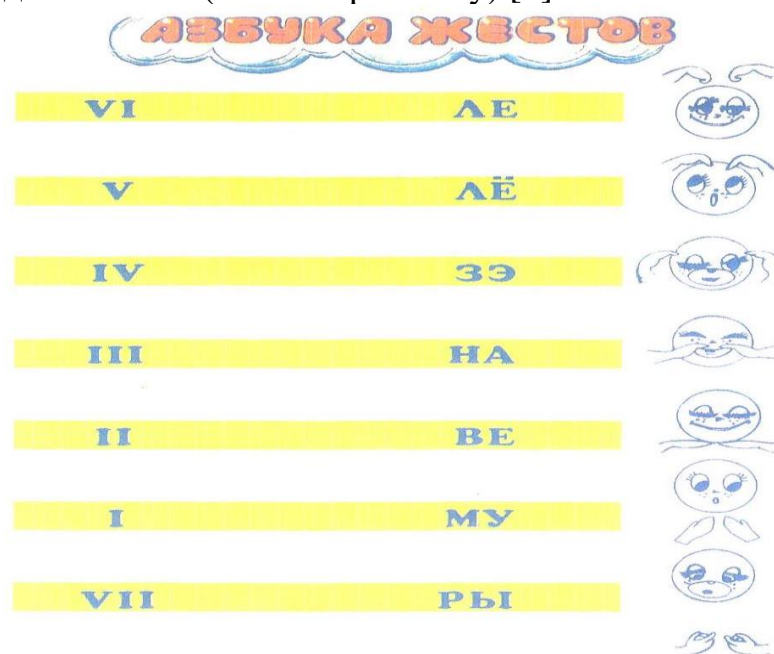 АЗБУКА ЖЕСТОВ
VI ЛЕ
V ЛЁ
IV ЗЭ
III НА
II ВЕ
I МУ
VII РЫ